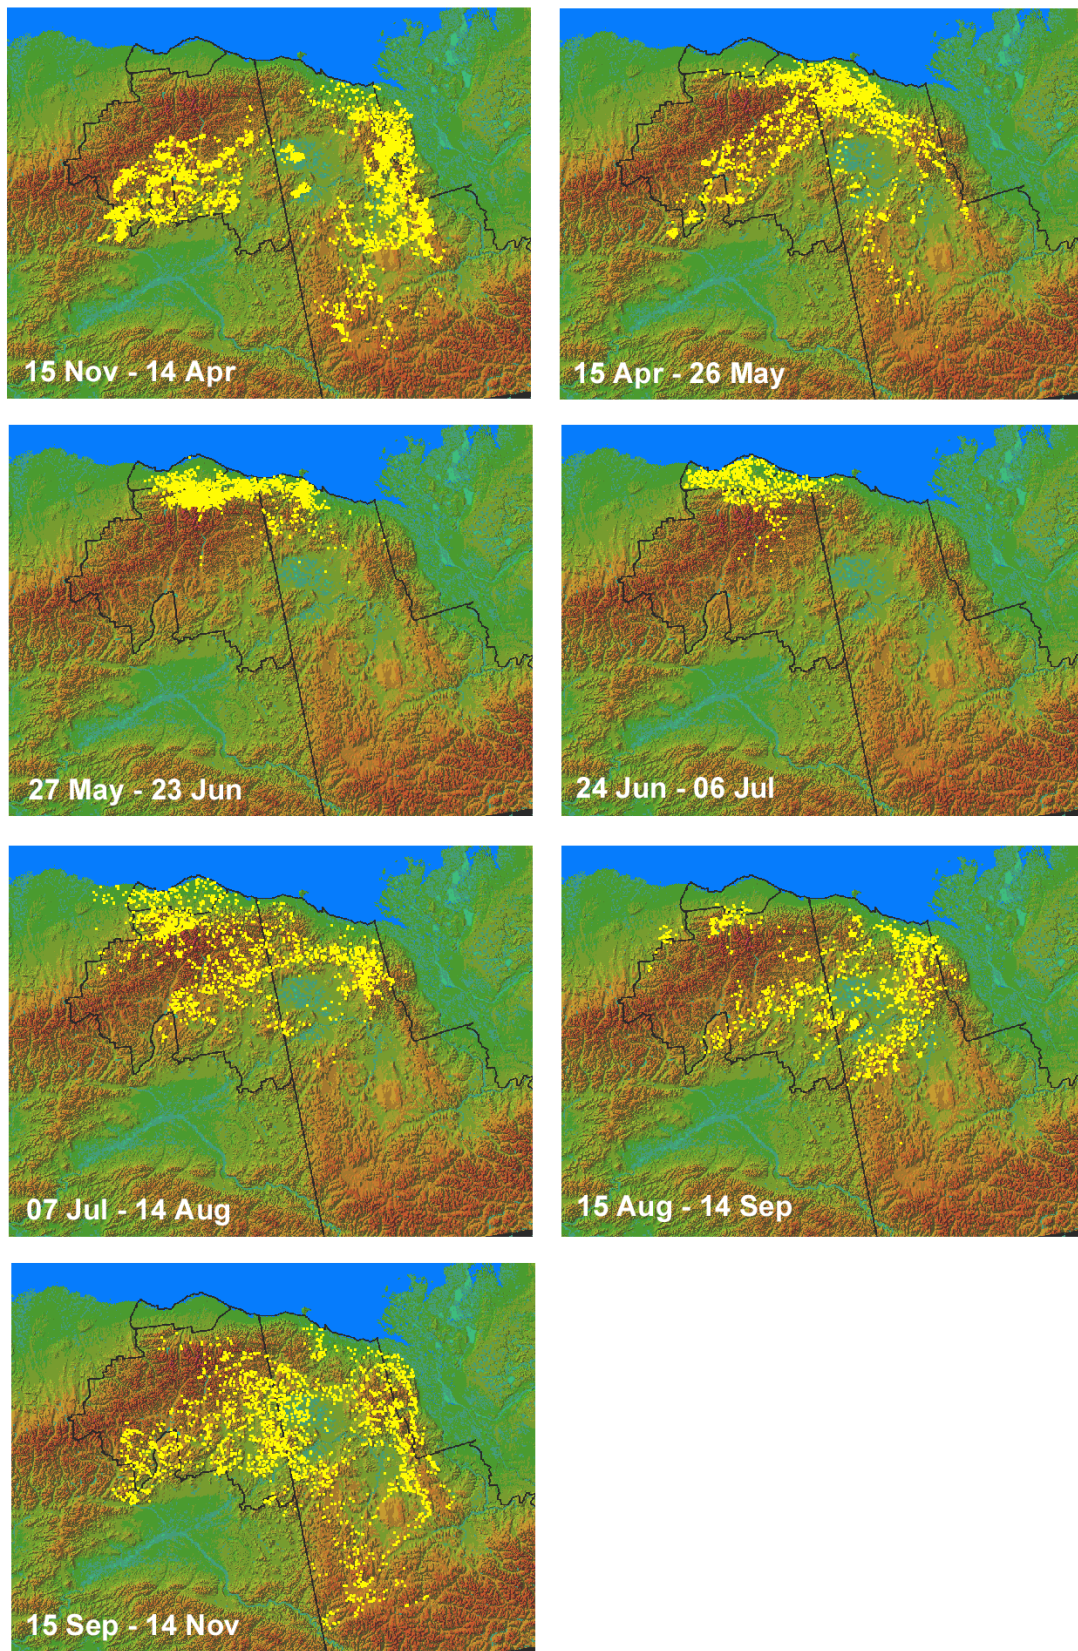 15 Nov - 14 Apr
15 Apr - 26 May
27 May - 23 Jun
24 Jun - 06 Jul
07 Jul - 14 Aug
15 Aug - 14 Sep
15 Sep - 14 Nov